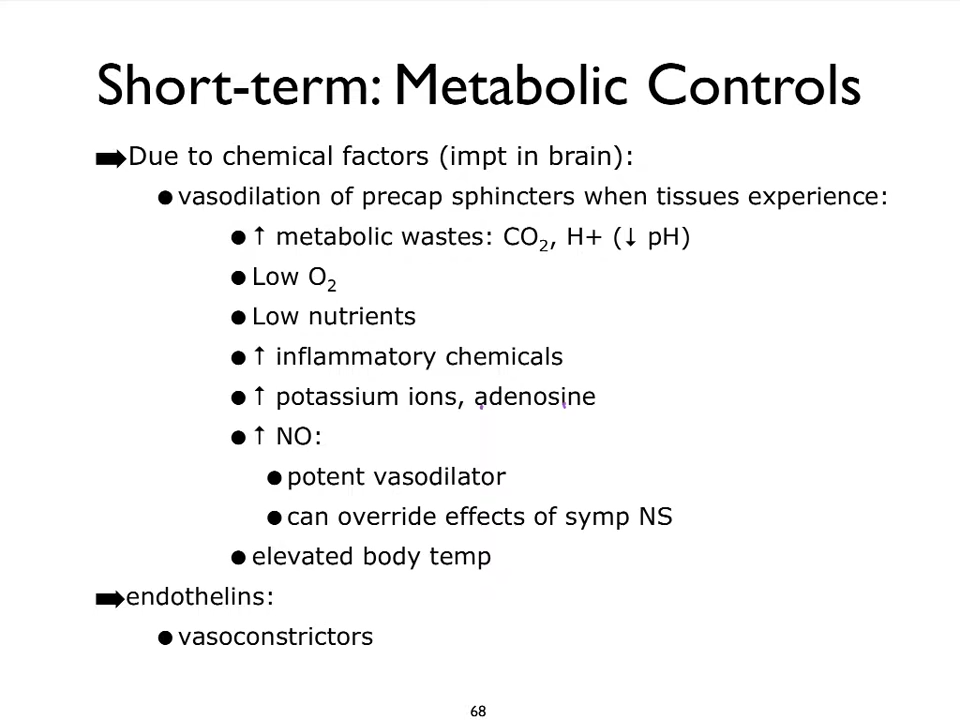 Short-term: Metabolic Controls
➡Due to chemical factors (impt in brain):
●vasodilation of precap sphincters when tissues experience:
●↑ metabolic wastes: CO₂, H+ (↓ pH)
●Low O₂
●Low nutrients
●↑ inflammatory chemicals
●↑ potassium ions, adenosine
●↑ NO:
●potent vasodilator
●can override effects of symp NS
●elevated body temp
➡endothelins:
●vasoconstrictors
68